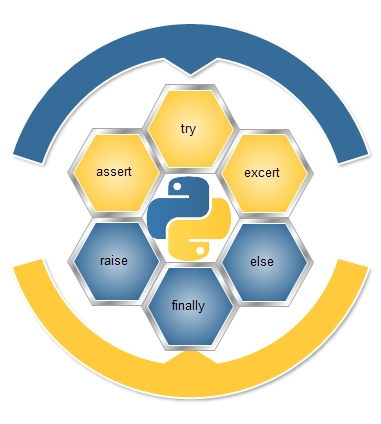 try
assert
excert
raise
else
finally